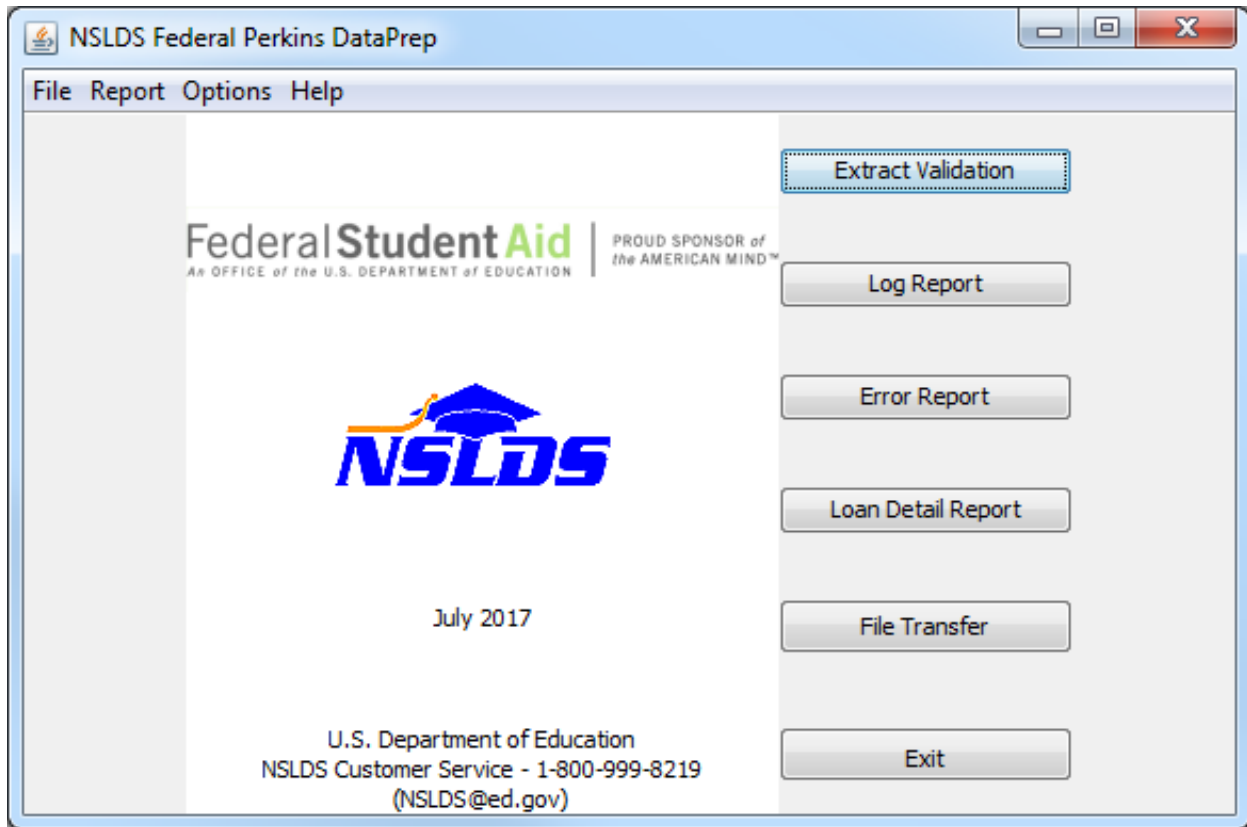 NSLDS Federal Perkins DataPrep
File Report Options Help
Extract Validation
Federal Student Aid
An OFFICE of the U.S. DEPARTMENT of EDUCATION
PROUD SPONSOR of
the AMERICAN MIND™
Log Report
Error Report
NSLDS
Loan Detail Report
July 2017
File Transfer
U.S. Department of Education
NSLDS Customer Service - 1-800-999-8219
(NSLDS@ed.gov)
Exit